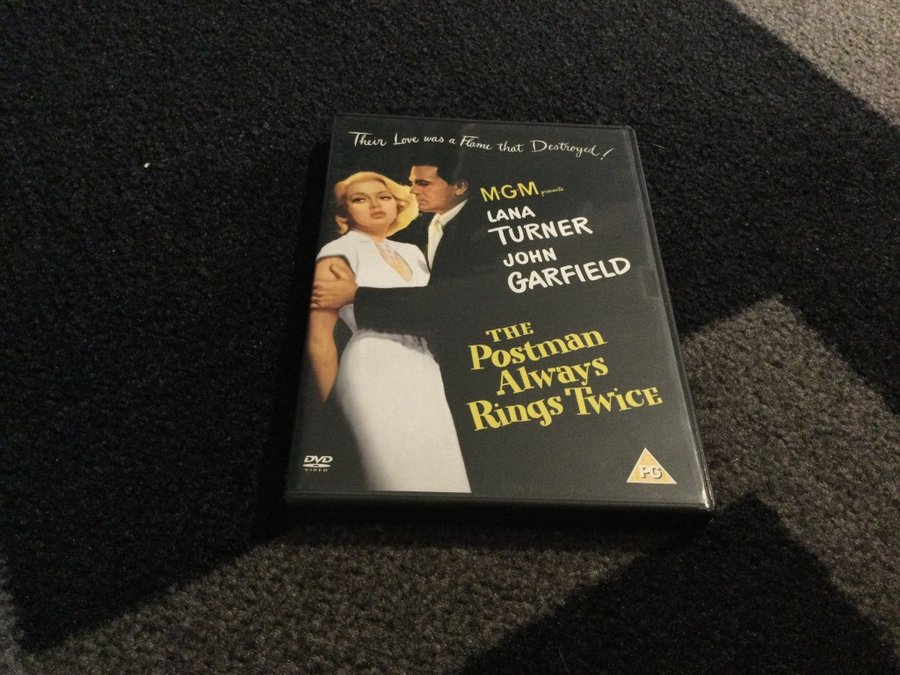 Their Love was a Flame that Destroyed!
MGM presents
LANA
TURNER
JOHN
GARFIELD
THE
Postman
Always
Rings Twice
DVD
VIDEO
PG